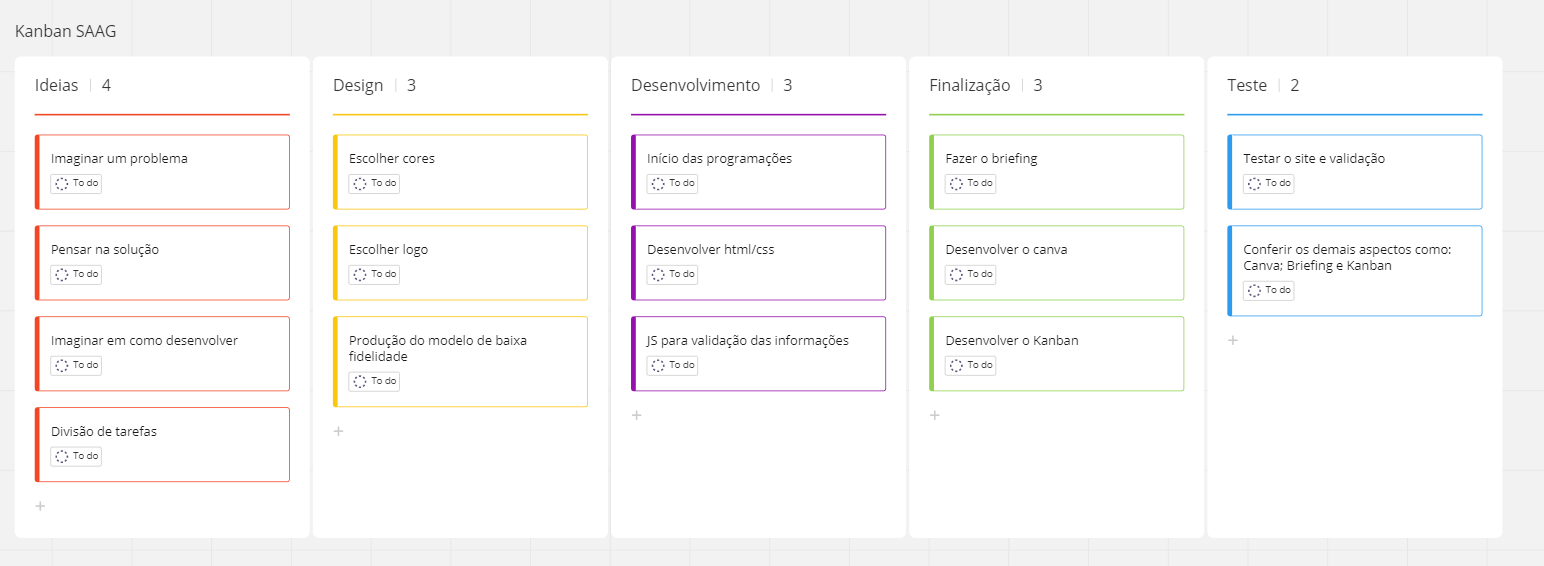 Kanban SAAG
Ideias | 4
Imaginar um problema
To do
Pensar na solução
To do
Imaginar em como desenvolver
To do
Divisão de tarefas
To do
+
Design | 3
Escolher cores
To do
Escolher logo
To do
Produção do modelo de baixa
fidelidade
To do
+
Desenvolvimento | 3
Início das programações
To do
Desenvolver html/css
To do
JS para validação das informações
To do
+
Finalização | 3
Fazer o briefing
To do
Desenvolver o canva
To do
Desenvolver o Kanban
To do
+
Teste | 2
Testar o site e validação
To do
Conferir os demais aspectos como:
Canva; Briefing e Kanban
To do
+